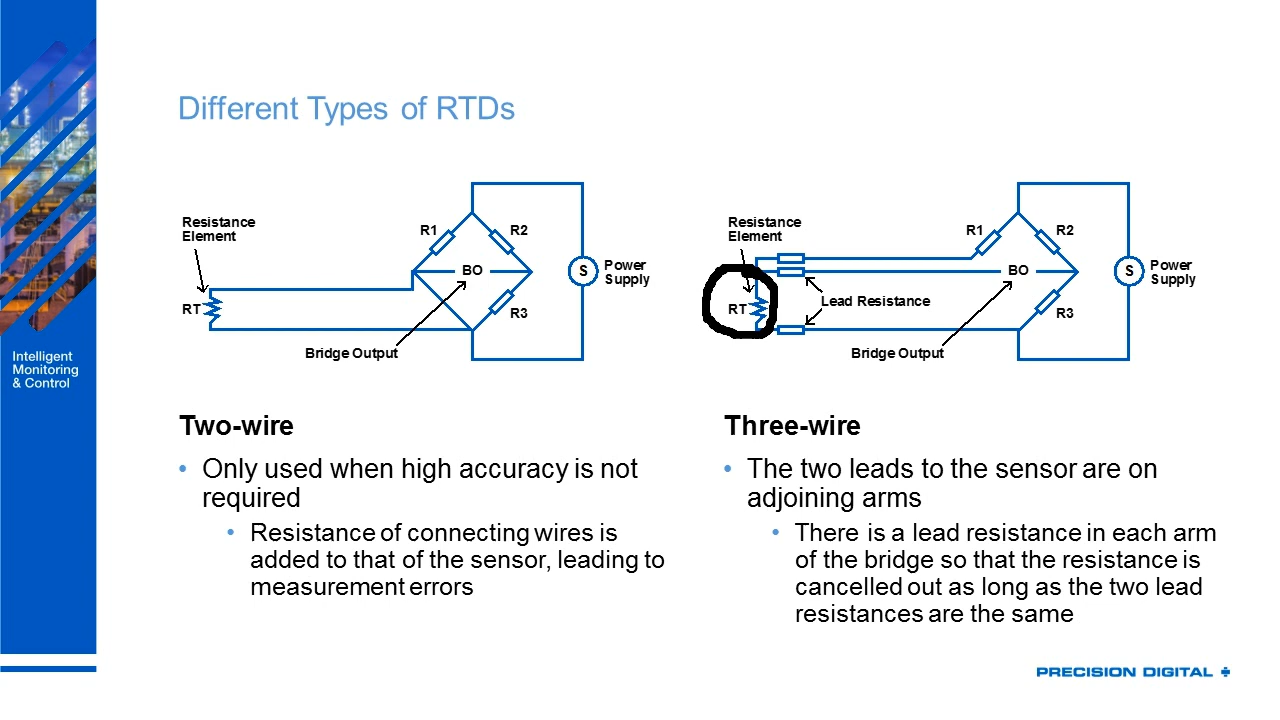 Different Types of RTDs
Resistance
Element
R1
R2
BO
S
Power
Supply
RT
R3
Bridge Output
Resistance
Element
R1
R2
BO
S
Power
Supply
Lead Resistance
RT
R3
Bridge Output
Intelligent
Monitoring
& Control
Two-wire
• Only used when high accuracy is not
required
• Resistance of connecting wires is
added to that of the sensor, leading to
measurement errors
Three-wire
• The two leads to the sensor are on
adjoining arms
• There is a lead resistance in each arm
of the bridge so that the resistance is
cancelled out as long as the two lead
resistances are the same
PRECISION DIGITAL